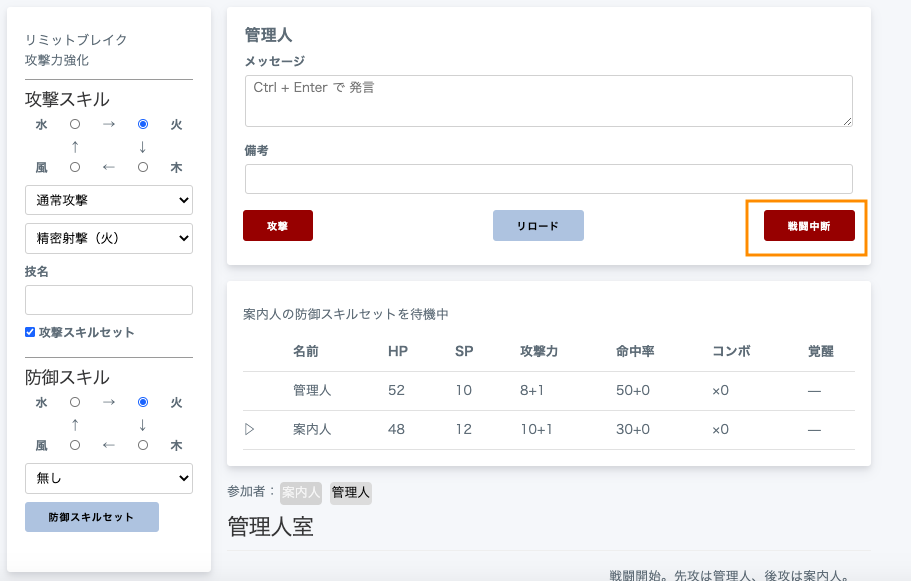 リミットブレイク
攻撃力強化
攻撃スキル
水 → 火
↑ ↓
風 ← 木
通常攻撃
精密射撃（火）
技名
攻撃スキルセット
防御スキル
水 → 火
↑ ↓
風 ← 木
無し
防御スキルセット
管理人
メッセージ
Ctrl + Enter で 発言
備考
攻撃 リロード 戦闘中断
案内人の防御スキルセットを待機中
名前 HP SP 攻撃力 命中率 コンボ 覚醒
管理人 52 10 8+1 50+0 ×0 —
▷ 案内人 48 12 10+1 30+0 ×0 —
参加者： 案内人 管理人
管理人室
戦闘開始。先攻は管理人、後攻は案内人。